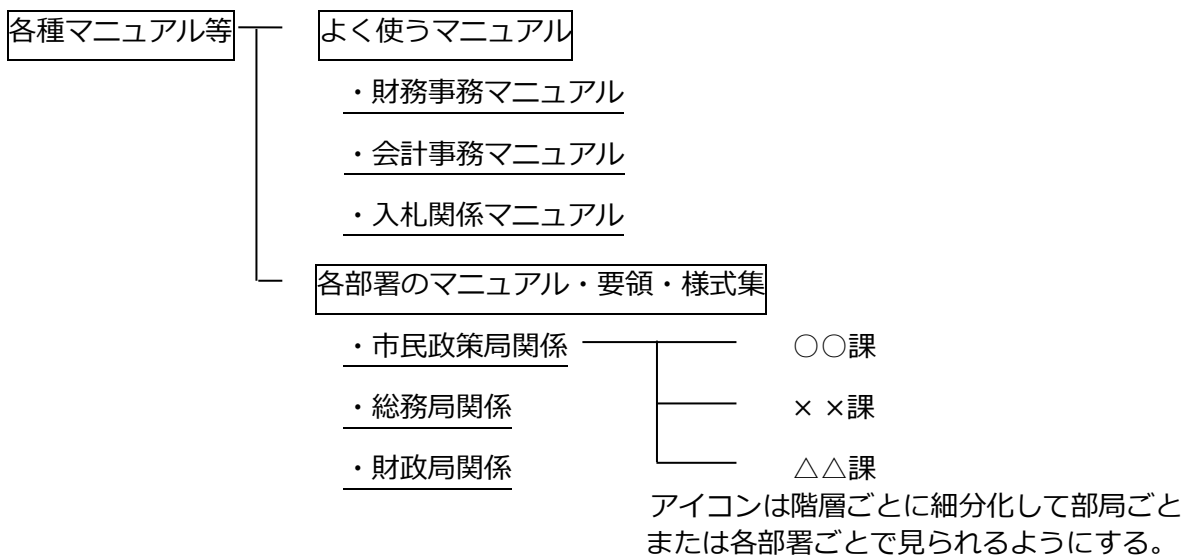 各種マニュアル等
よく使うマニュアル
・財務事務マニュアル
・会計事務マニュアル
・入札関係マニュアル
各部署のマニュアル・要領・様式集
・市民政策局関係
○○課
・総務局関係
× ×課
・財政局関係
△△課
アイコンは階層ごとに細分化して部局ごと
または各部署ごとで見られるようにする。